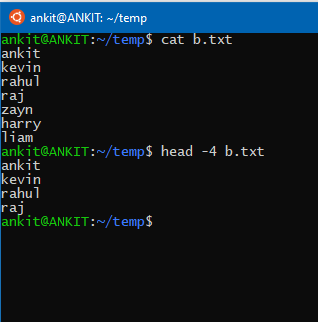 ankit@ANKIT: ~/temp
ankit@ANKIT:~/temp$ cat b.txt
ankit
kevin
rahul
raj
zayn
harry
liam
ankit@ANKIT:~/temp$ head -4 b.txt
ankit
kevin
rahul
raj
ankit@ANKIT:~/temp$